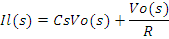 Il(s) = CsVo(s) + Vo(s)/R